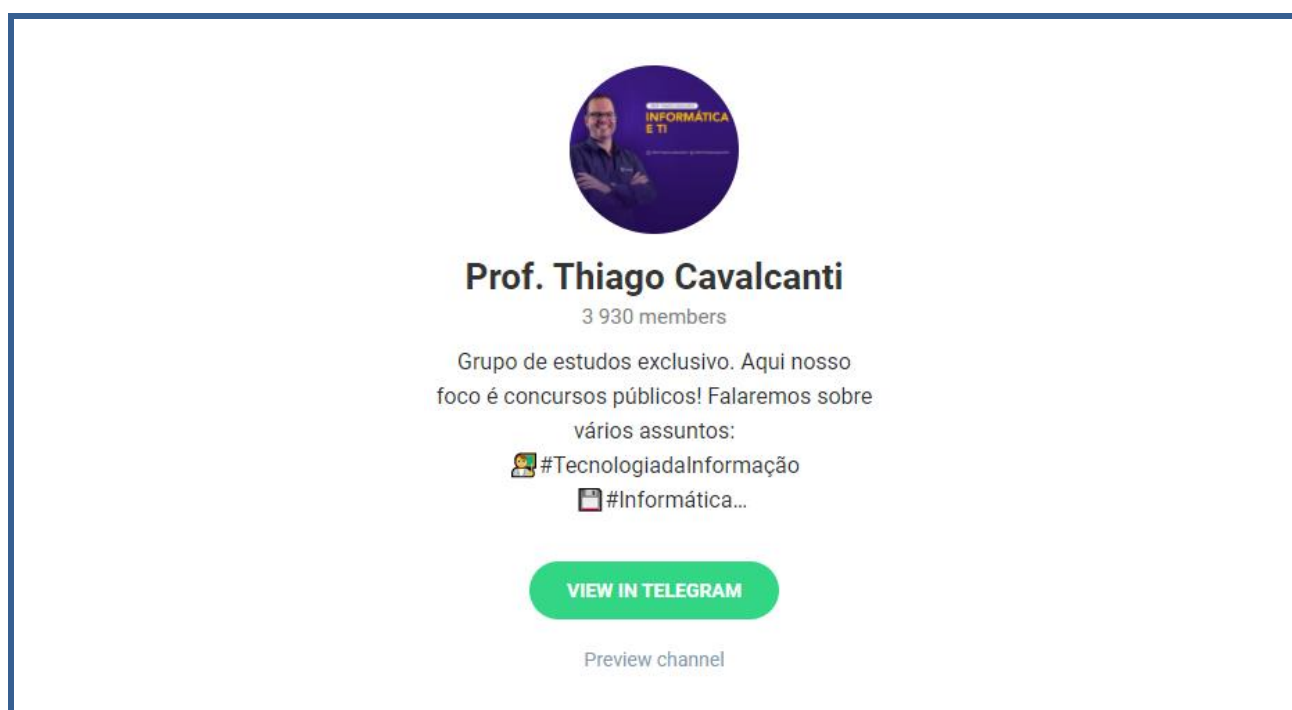 INFORMÁTICA
E TI
Prof. Thiago Cavalcanti
3 930 members
Grupo de estudos exclusivo. Aqui nosso
foco é concursos públicos! Falaremos sobre
vários assuntos:
#TecnologiadaInformação
#Informática...
VIEW IN TELEGRAM
Preview channel